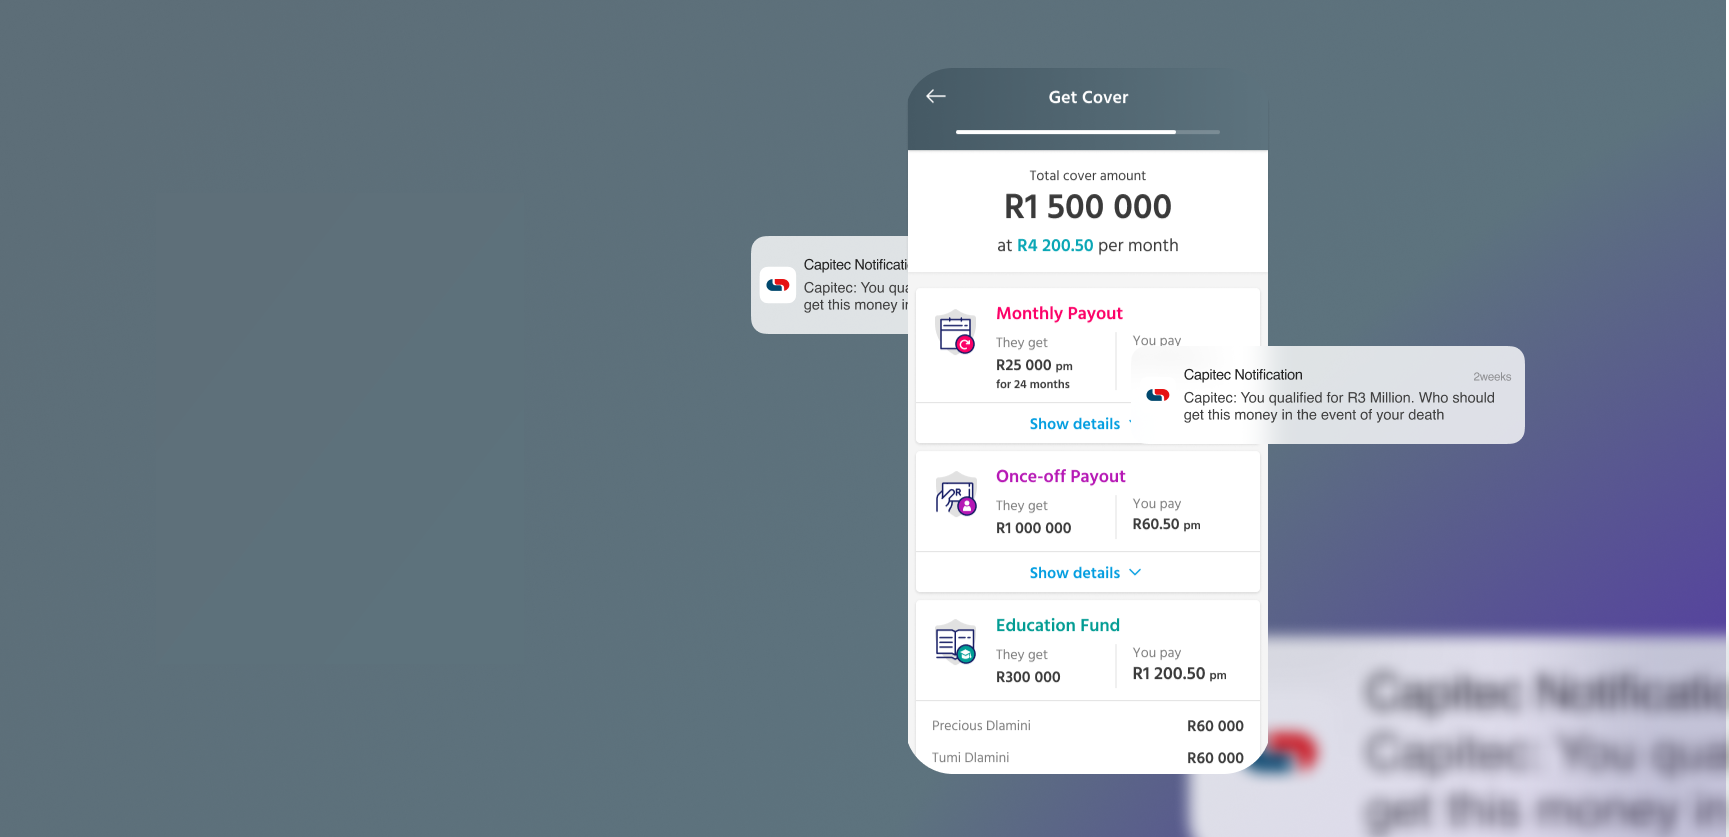 Get Cover
Total cover amount
R1 500 000
at R4 200.50 per month
Capitec Notificati
Capitec: You qua
get this money in
Monthly Payout
They get
R25 000 pm
for 24 months
You pay
Show details
Capitec Notification
2weeks
Capitec: You qualified for R3 Million. Who should
get this money in the event of your death
Once-off Payout
They get
R1 000 000
You pay
R60.50 pm
Show details
Education Fund
They get
R300 000
You pay
R1 200.50 pm
Precious Dlamini
R60 000
Tumi Dlamini
R60 000
Capitec Notificatio
Capitec: You qua
get this money in